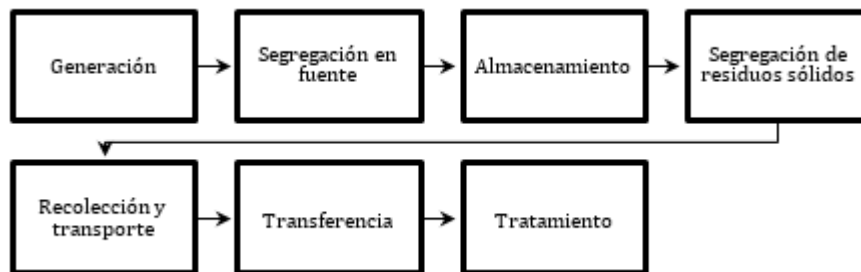 Generación
Segregación en
fuente
Almacenamiento
Segregación de
residuos sólidos
Recolección y
transporte
Transferencia
Tratamiento